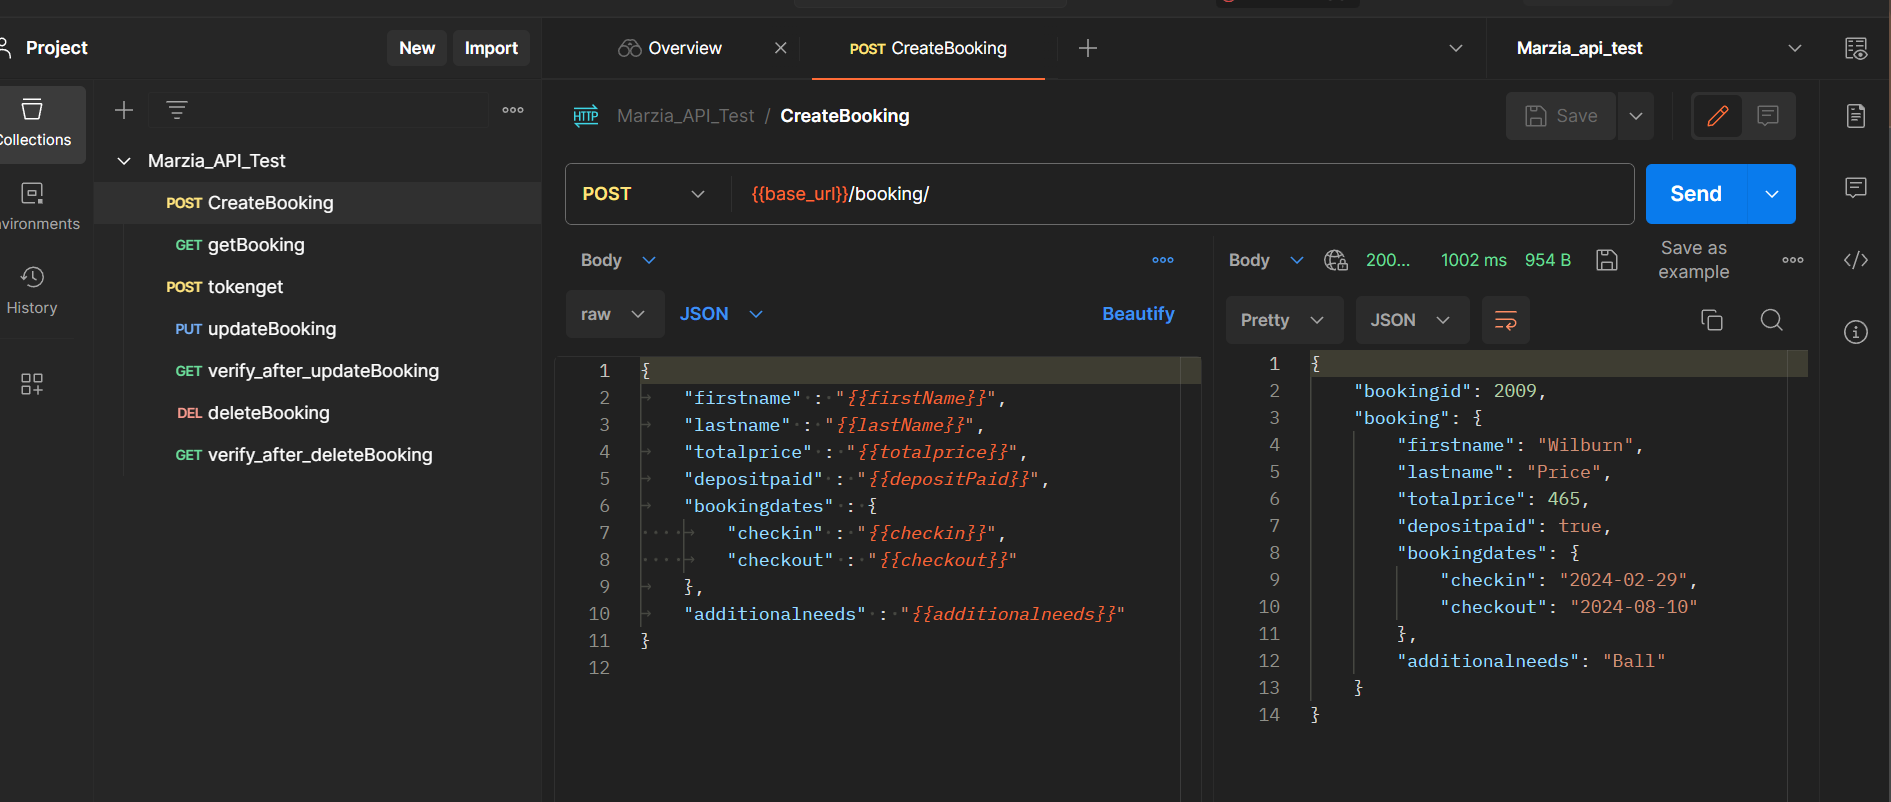 Project
New
Import
Overview
POST CreateBooking
Marzia_api_test
Collections
Environments
History
Marzia_API_Test
POST CreateBooking
GET getBooking
POST tokenget
PUT updateBooking
GET verify_after_updateBooking
DEL deleteBooking
GET verify_after_deleteBooking
HTTP Marzia_API_Test / CreateBooking
Save
POST
{{base_url}}/booking/
Send
Body
raw
JSON
Beautify
1 {
2 "firstname" : "{{firstName}}",
3 "lastname" : "{{lastName}}",
4 "totalprice" : "{{totalprice}}",
5 "depositpaid" : "{{depositPaid}}",
6 "bookingdates" : {
7 "checkin" : "{{checkin}}",
8 "checkout" : "{{checkout}}"
9 },
10 "additionalneeds" : "{{additionalneeds}}"
11 }
12
Body
200...
1002 ms
954 B
Save as
example
Pretty
JSON
1 {
2 "bookingid": 2009,
3 "booking": {
4 "firstname": "Wilburn",
5 "lastname": "Price",
6 "totalprice": 465,
7 "depositpaid": true,
8 "bookingdates": {
9 "checkin": "2024-02-29",
10 "checkout": "2024-08-10"
11 },
12 "additionalneeds": "Ball"
13 }
14 }